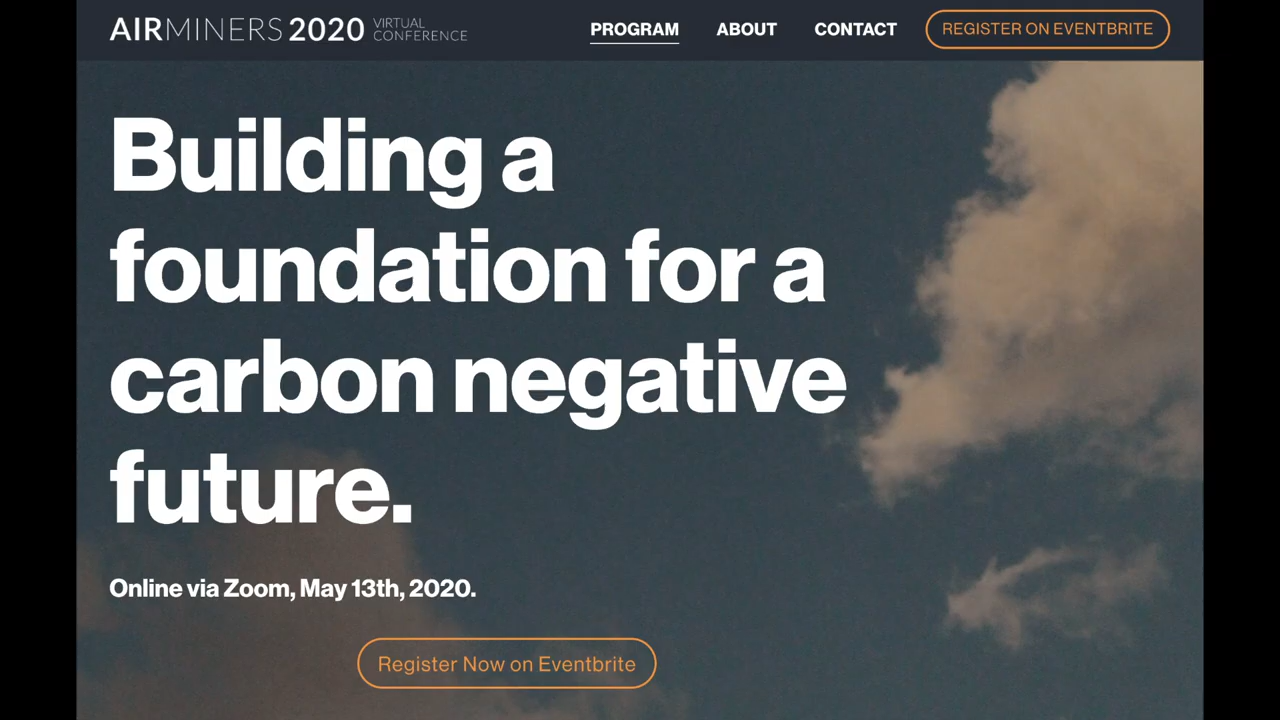 AIRMINERS 2020 VIRTUAL CONFERENCE
PROGRAM
ABOUT
CONTACT
REGISTER ON EVENTBRITE
Building a
foundation for a
carbon negative
future.
Online via Zoom, May 13th, 2020.
Register Now on Eventbrite